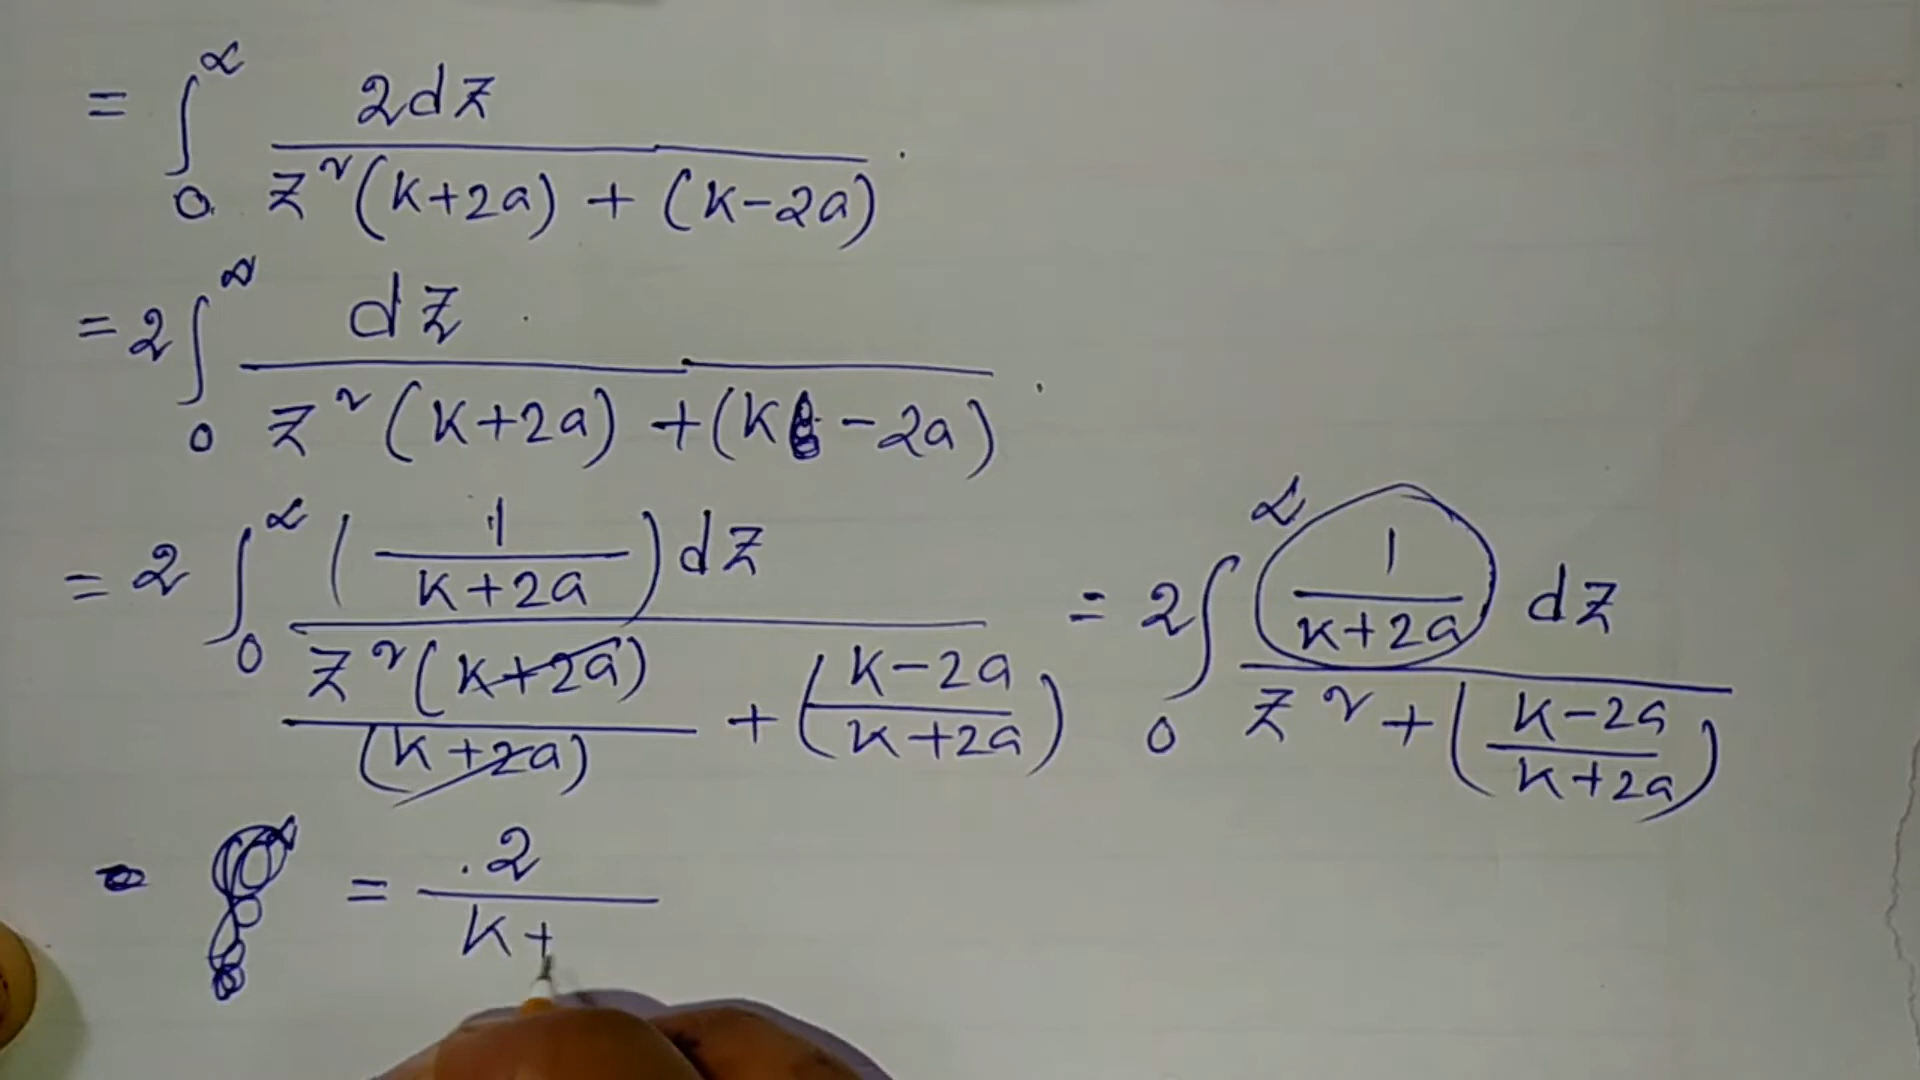 = ∫₀^∝ 2dz / z²(k+2a) + (k-2a) .
= 2 ∫₀^∞ dz / z²(k+2a) + (k - 2a) .
= 2 ∫₀^∝ (1/(k+2a)) dz / z²(k+2a)/(k+2a) + ((k-2a)/(k+2a)) = 2 ∫₀^∝ (1/(k+2a)) dz / z² + ((k-2a)/(k+2a))
= 2 / k+